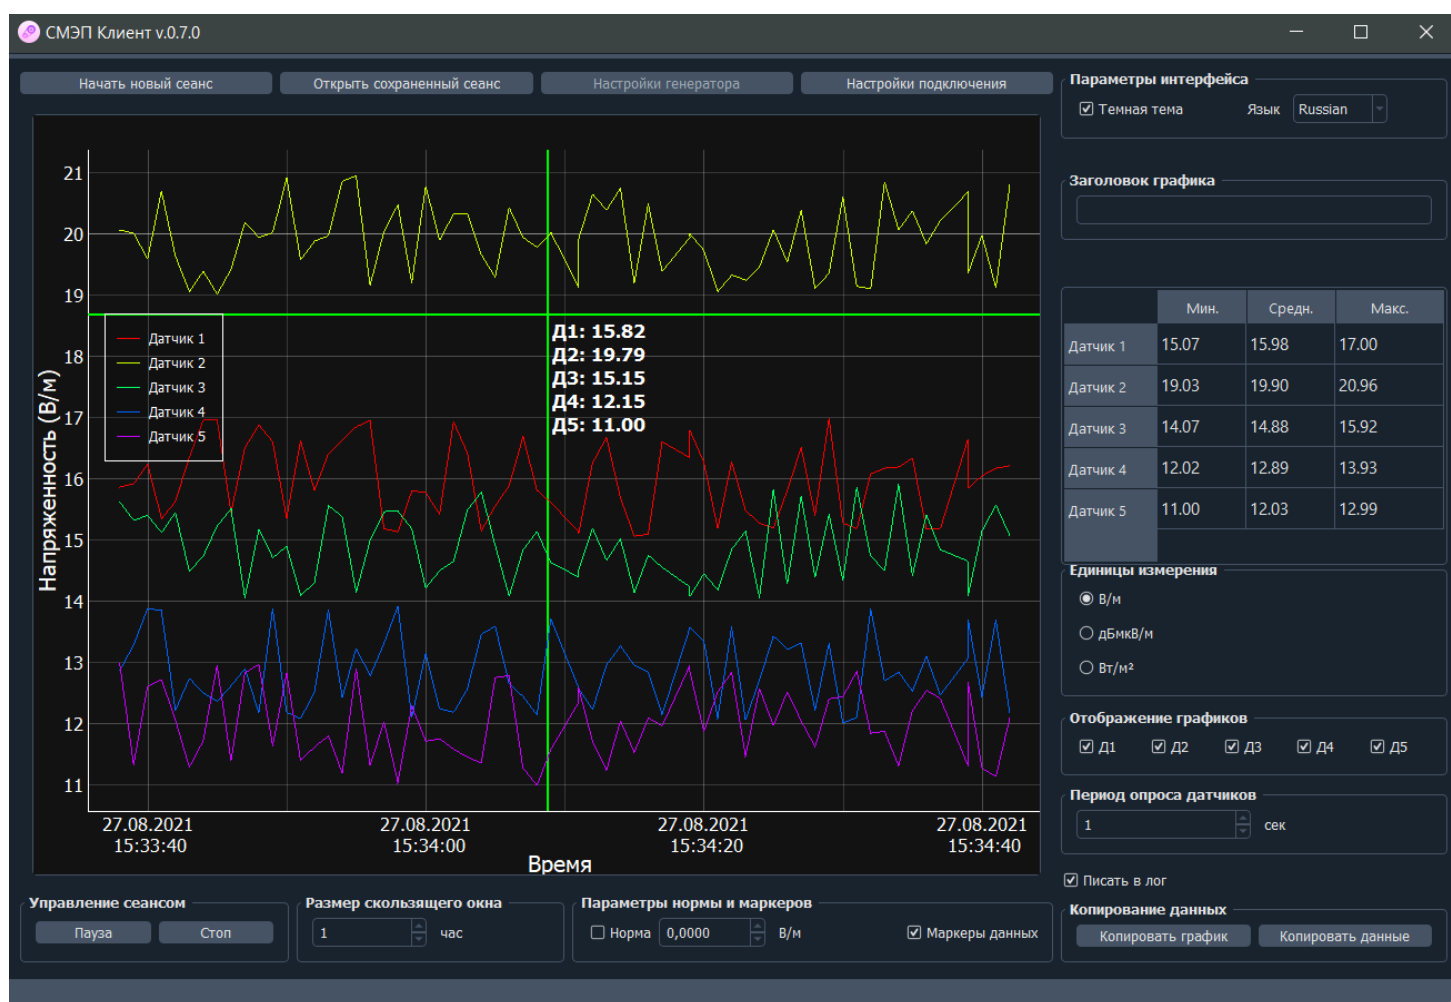 СМЭП Клиент v.0.7.0
Начать новый сеанс
Открыть сохраненный сеанс
Настройки генератора
Настройки подключения
Параметры интерфейса
Темная тема
Язык
Russian
Заголовок графика
21
20
19
18
17
16
15
14
13
12
11
Напряженность (В/м)
Датчик 1
Датчик 2
Датчик 3
Датчик 4
Датчик 5
Д1: 15.82
Д2: 19.79
Д3: 15.15
Д4: 12.15
Д5: 11.00
27.08.2021
15:33:40
27.08.2021
15:34:00
27.08.2021
15:34:20
27.08.2021
15:34:40
Время
Мин. Средн. Макс.
Датчик 1 15.07 15.98 17.00
Датчик 2 19.03 19.90 20.96
Датчик 3 14.07 14.88 15.92
Датчик 4 12.02 12.89 13.93
Датчик 5 11.00 12.03 12.99
Единицы измерения
В/м
дБмкВ/м
Вт/м²
Отображение графиков
Д1 Д2 Д3 Д4 Д5
Период опроса датчиков
1 сек
Писать в лог
Управление сеансом
Пауза
Стоп
Размер скользящего окна
1 час
Параметры нормы и маркеров
Норма 0,0000 В/м
Маркеры данных
Копирование данных
Копировать график
Копировать данные